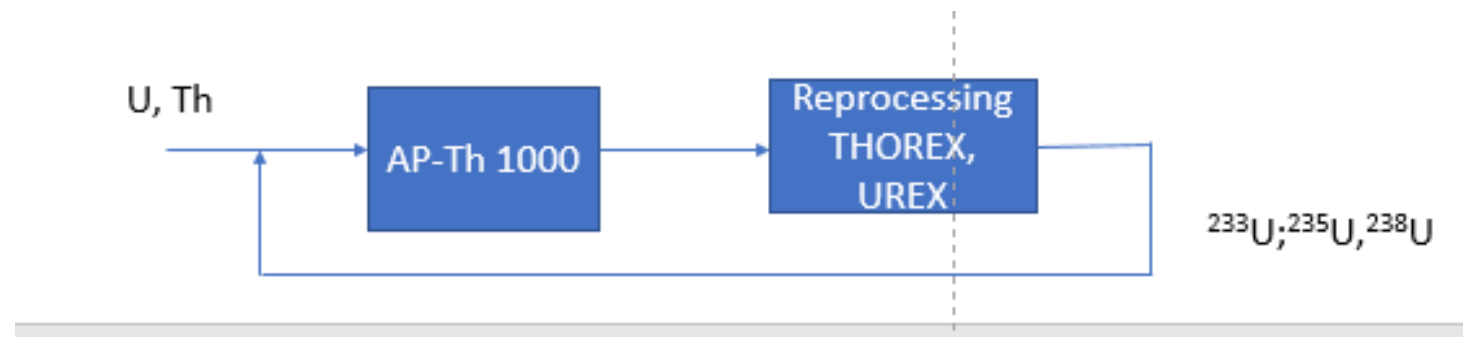 U, Th
AP-Th 1000
Reprocessing
THOREX,
UREX
²³³U;²³⁵U,²³⁸U